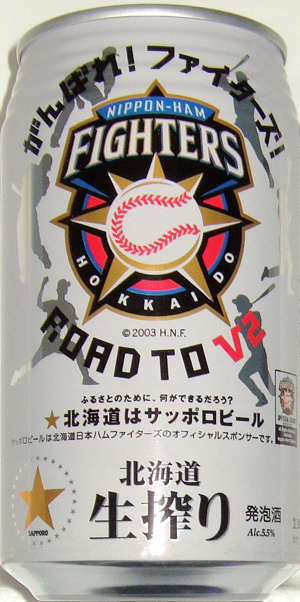 がんばれ！ファイターズ！
NIPPON-HAM
FIGHTERS
HOKKAIDO
©2003 H.N.F.
ROAD TO V2
ふるさとのために、何ができるだろう?
★北海道はサッポロビール
サッポロビールは北海道日本ハムファイターズのオフィシャルスポンサーです。
SAPPORO
北海道
生搾り
発泡酒
Alc.5.5%